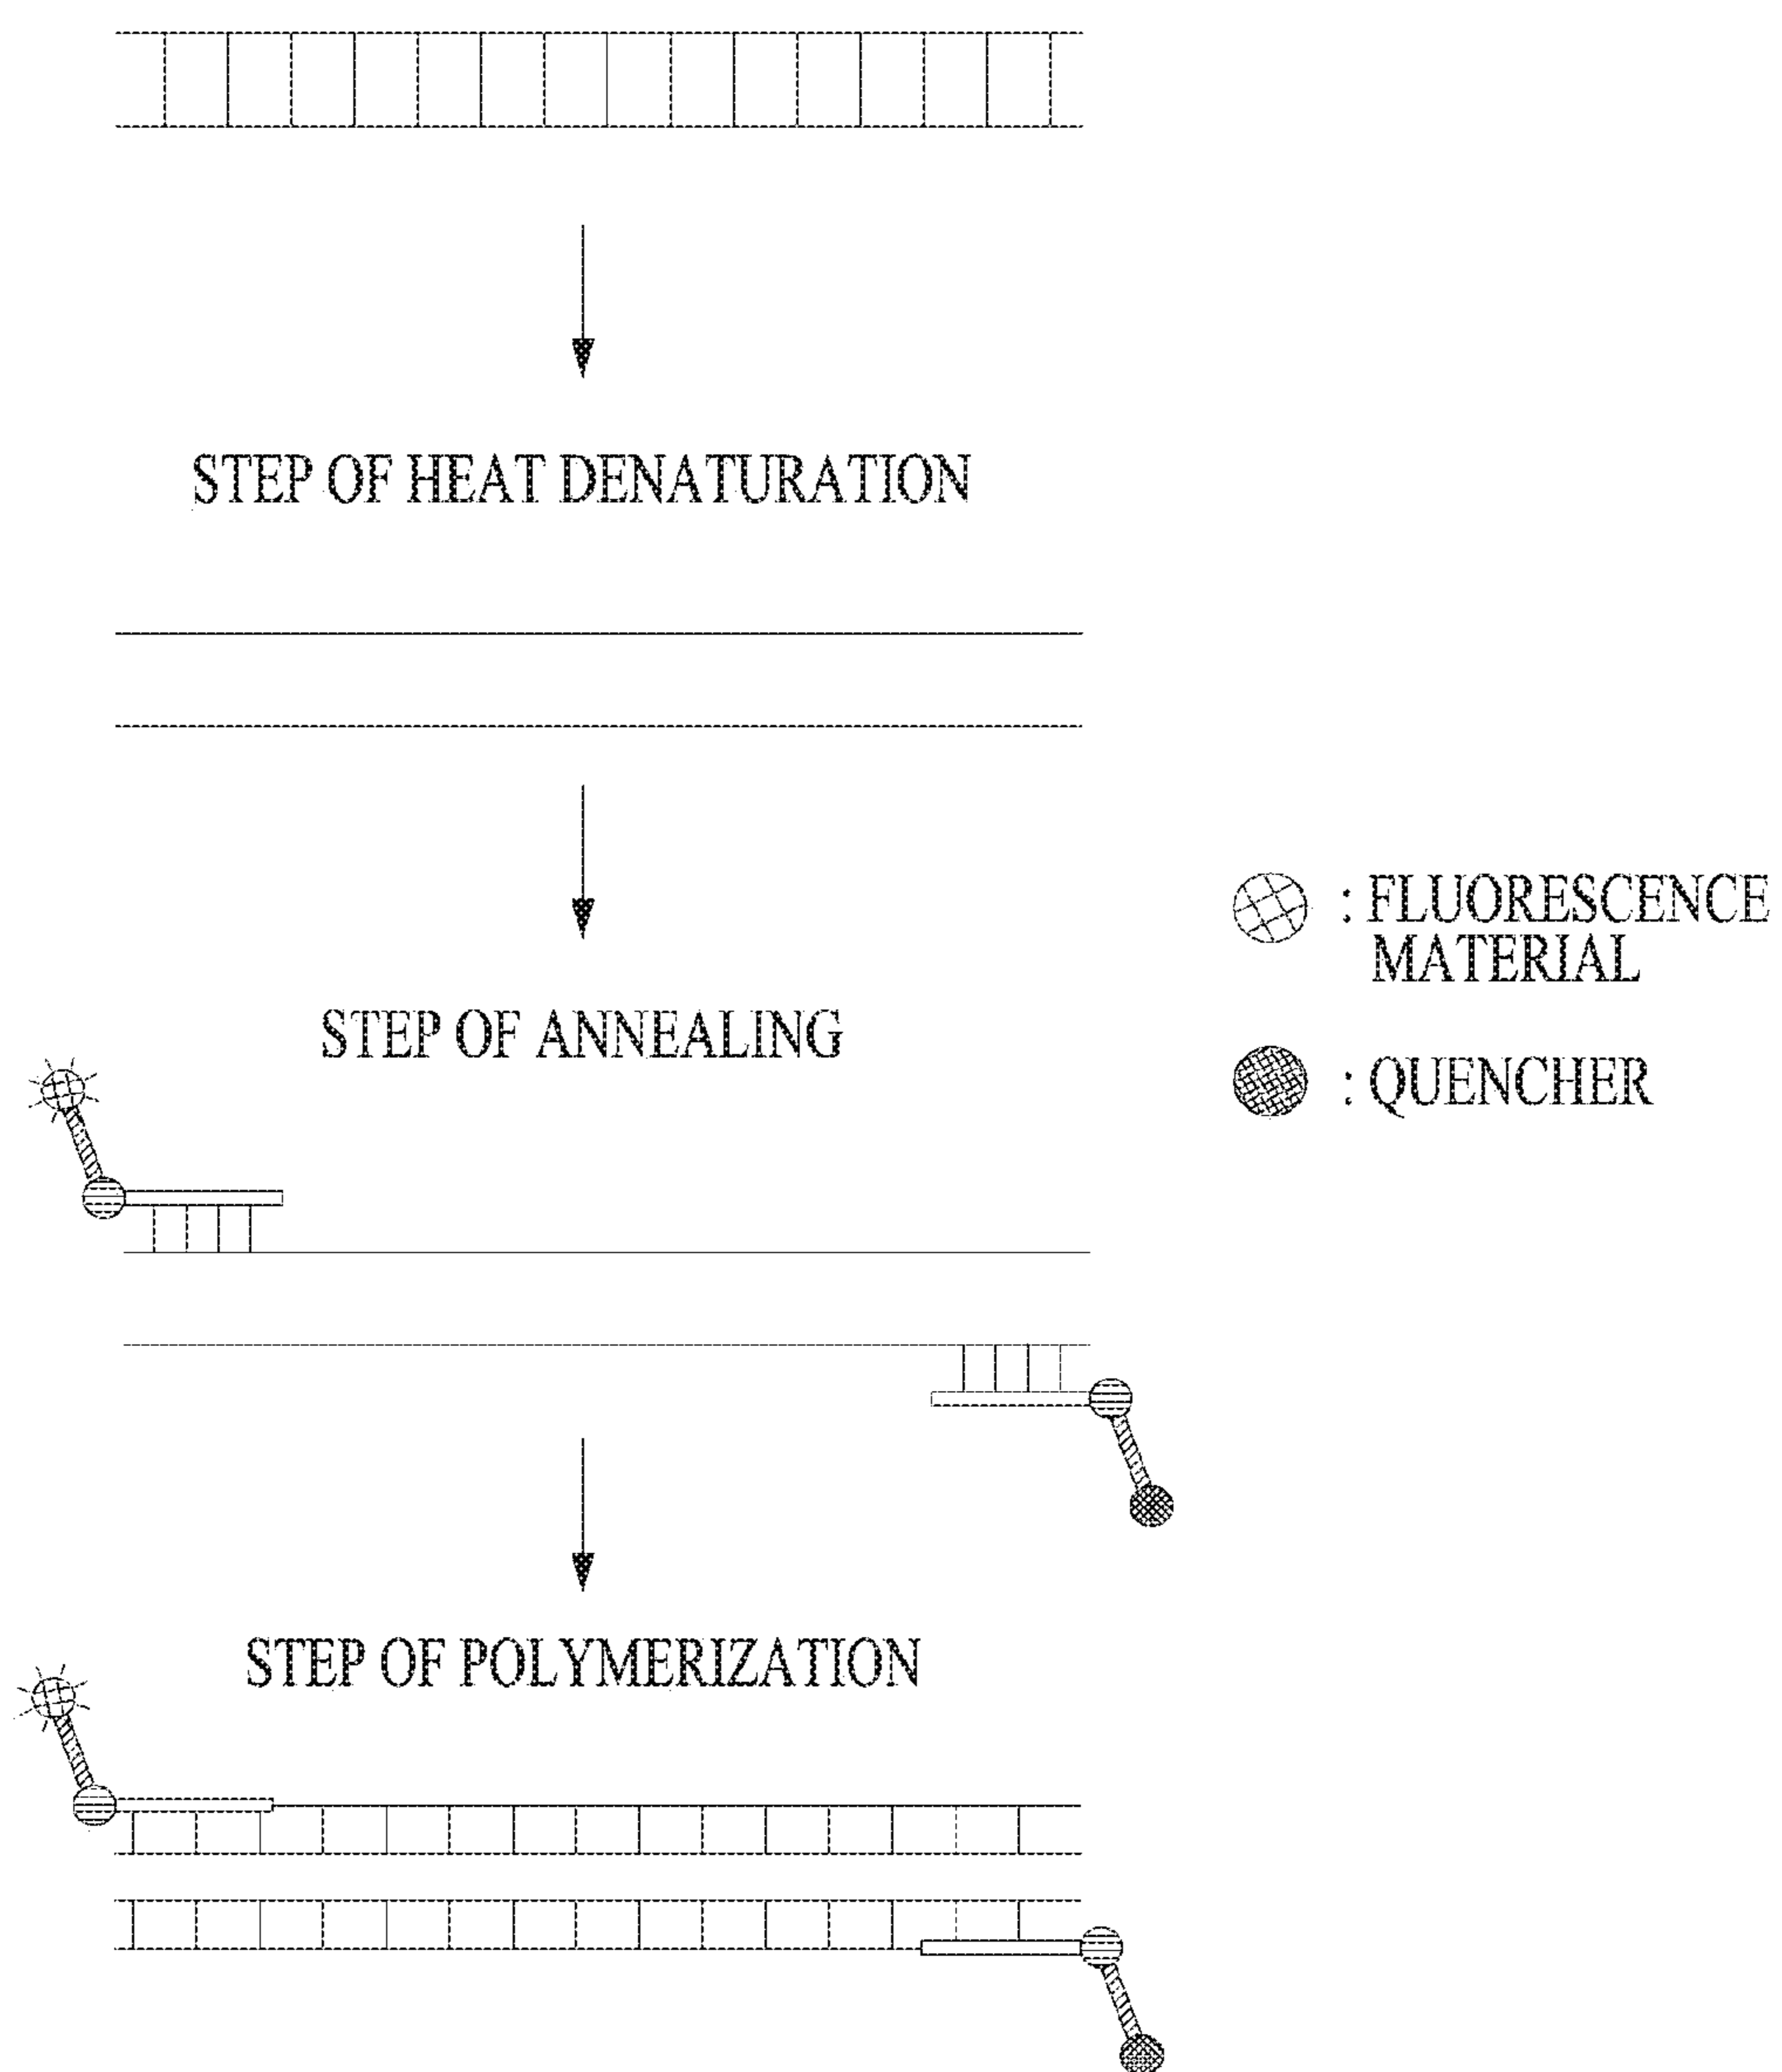 STEP OF HEAT DENATURATION
: FLUORESCENCE
MATERIAL
STEP OF ANNEALING
: QUENCHER
STEP OF POLYMERIZATION